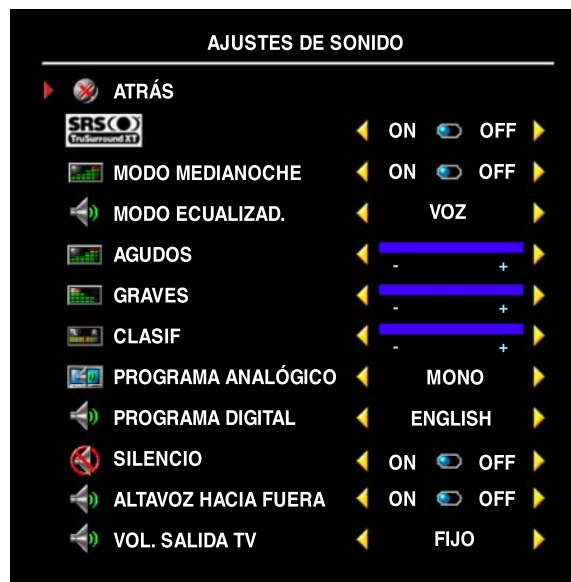 AJUSTES DE SONIDO
ATRÁS
SRS TruSurround XT ON OFF
MODO MEDIANOCHE ON OFF
MODO ECUALIZAD. VOZ
AGUDOS - +
GRAVES - +
CLASIF - +
PROGRAMA ANALÓGICO MONO
PROGRAMA DIGITAL ENGLISH
SILENCIO ON OFF
ALTAVOZ HACIA FUERA ON OFF
VOL. SALIDA TV FIJO